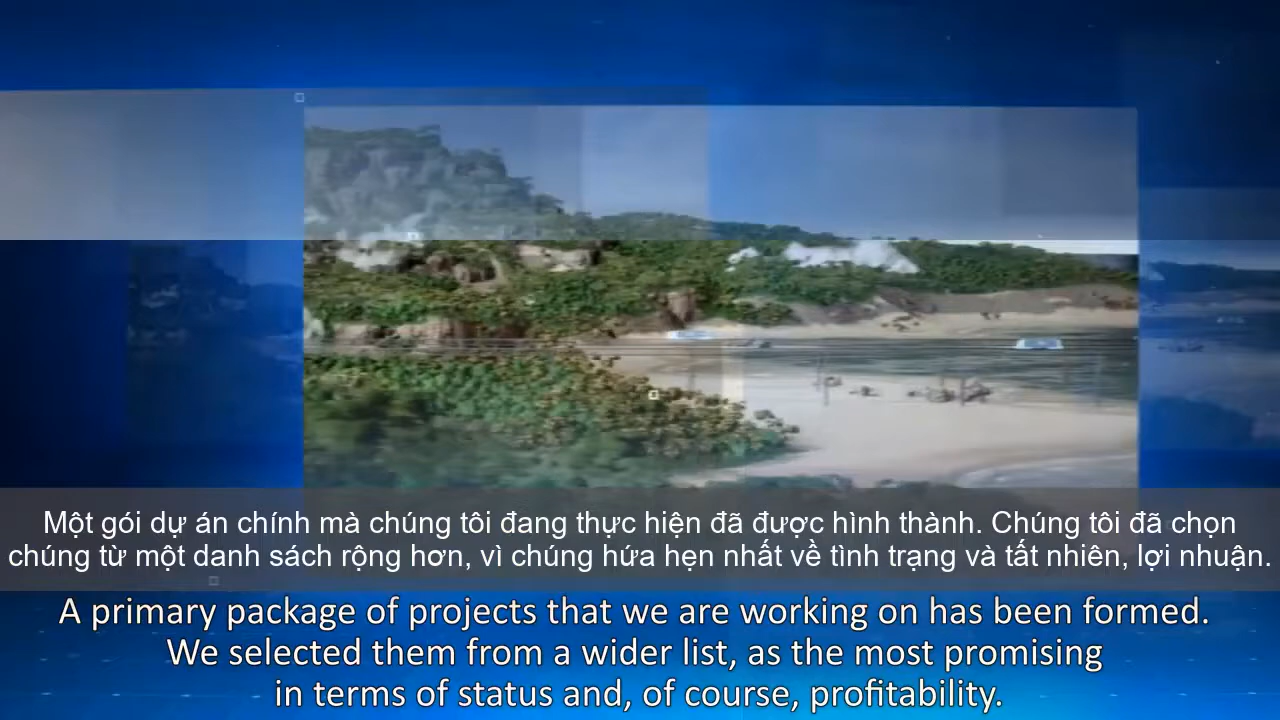 Một gói dự án chính mà chúng tôi đang thực hiện đã được hình thành. Chúng tôi đã chọn
chúng từ một danh sách rộng hơn, vì chúng hứa hẹn nhất về tình trạng và tất nhiên, lợi nhuận.
A primary package of projects that we are working on has been formed.
We selected them from a wider list, as the most promising
in terms of status and, of course, profitability.